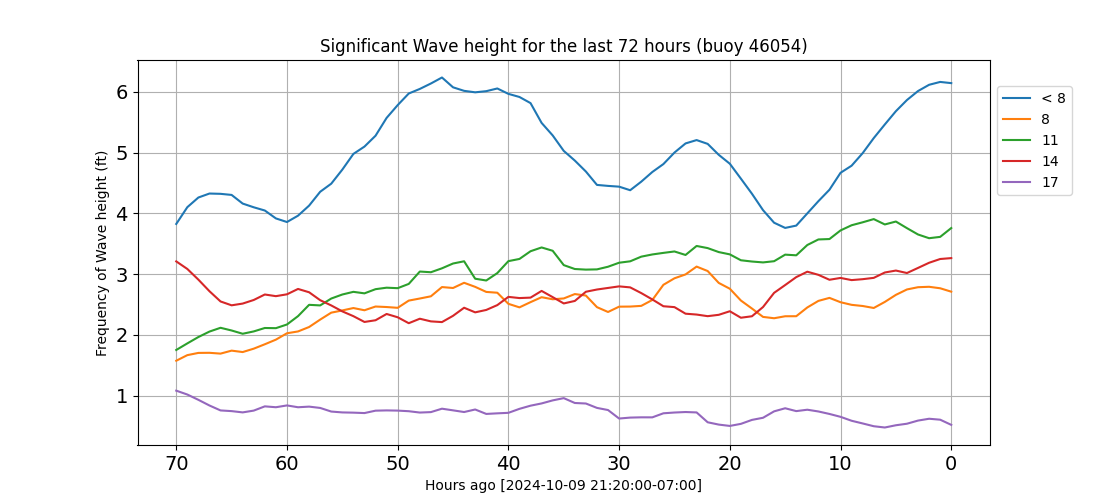 Significant Wave height for the last 72 hours (buoy 46054)
Frequency of Wave height (ft)
6
5
4
3
2
1
70 60 50 40 30 20 10 0
Hours ago [2024-10-09 21:20:00-07:00]
< 8
8
11
14
17